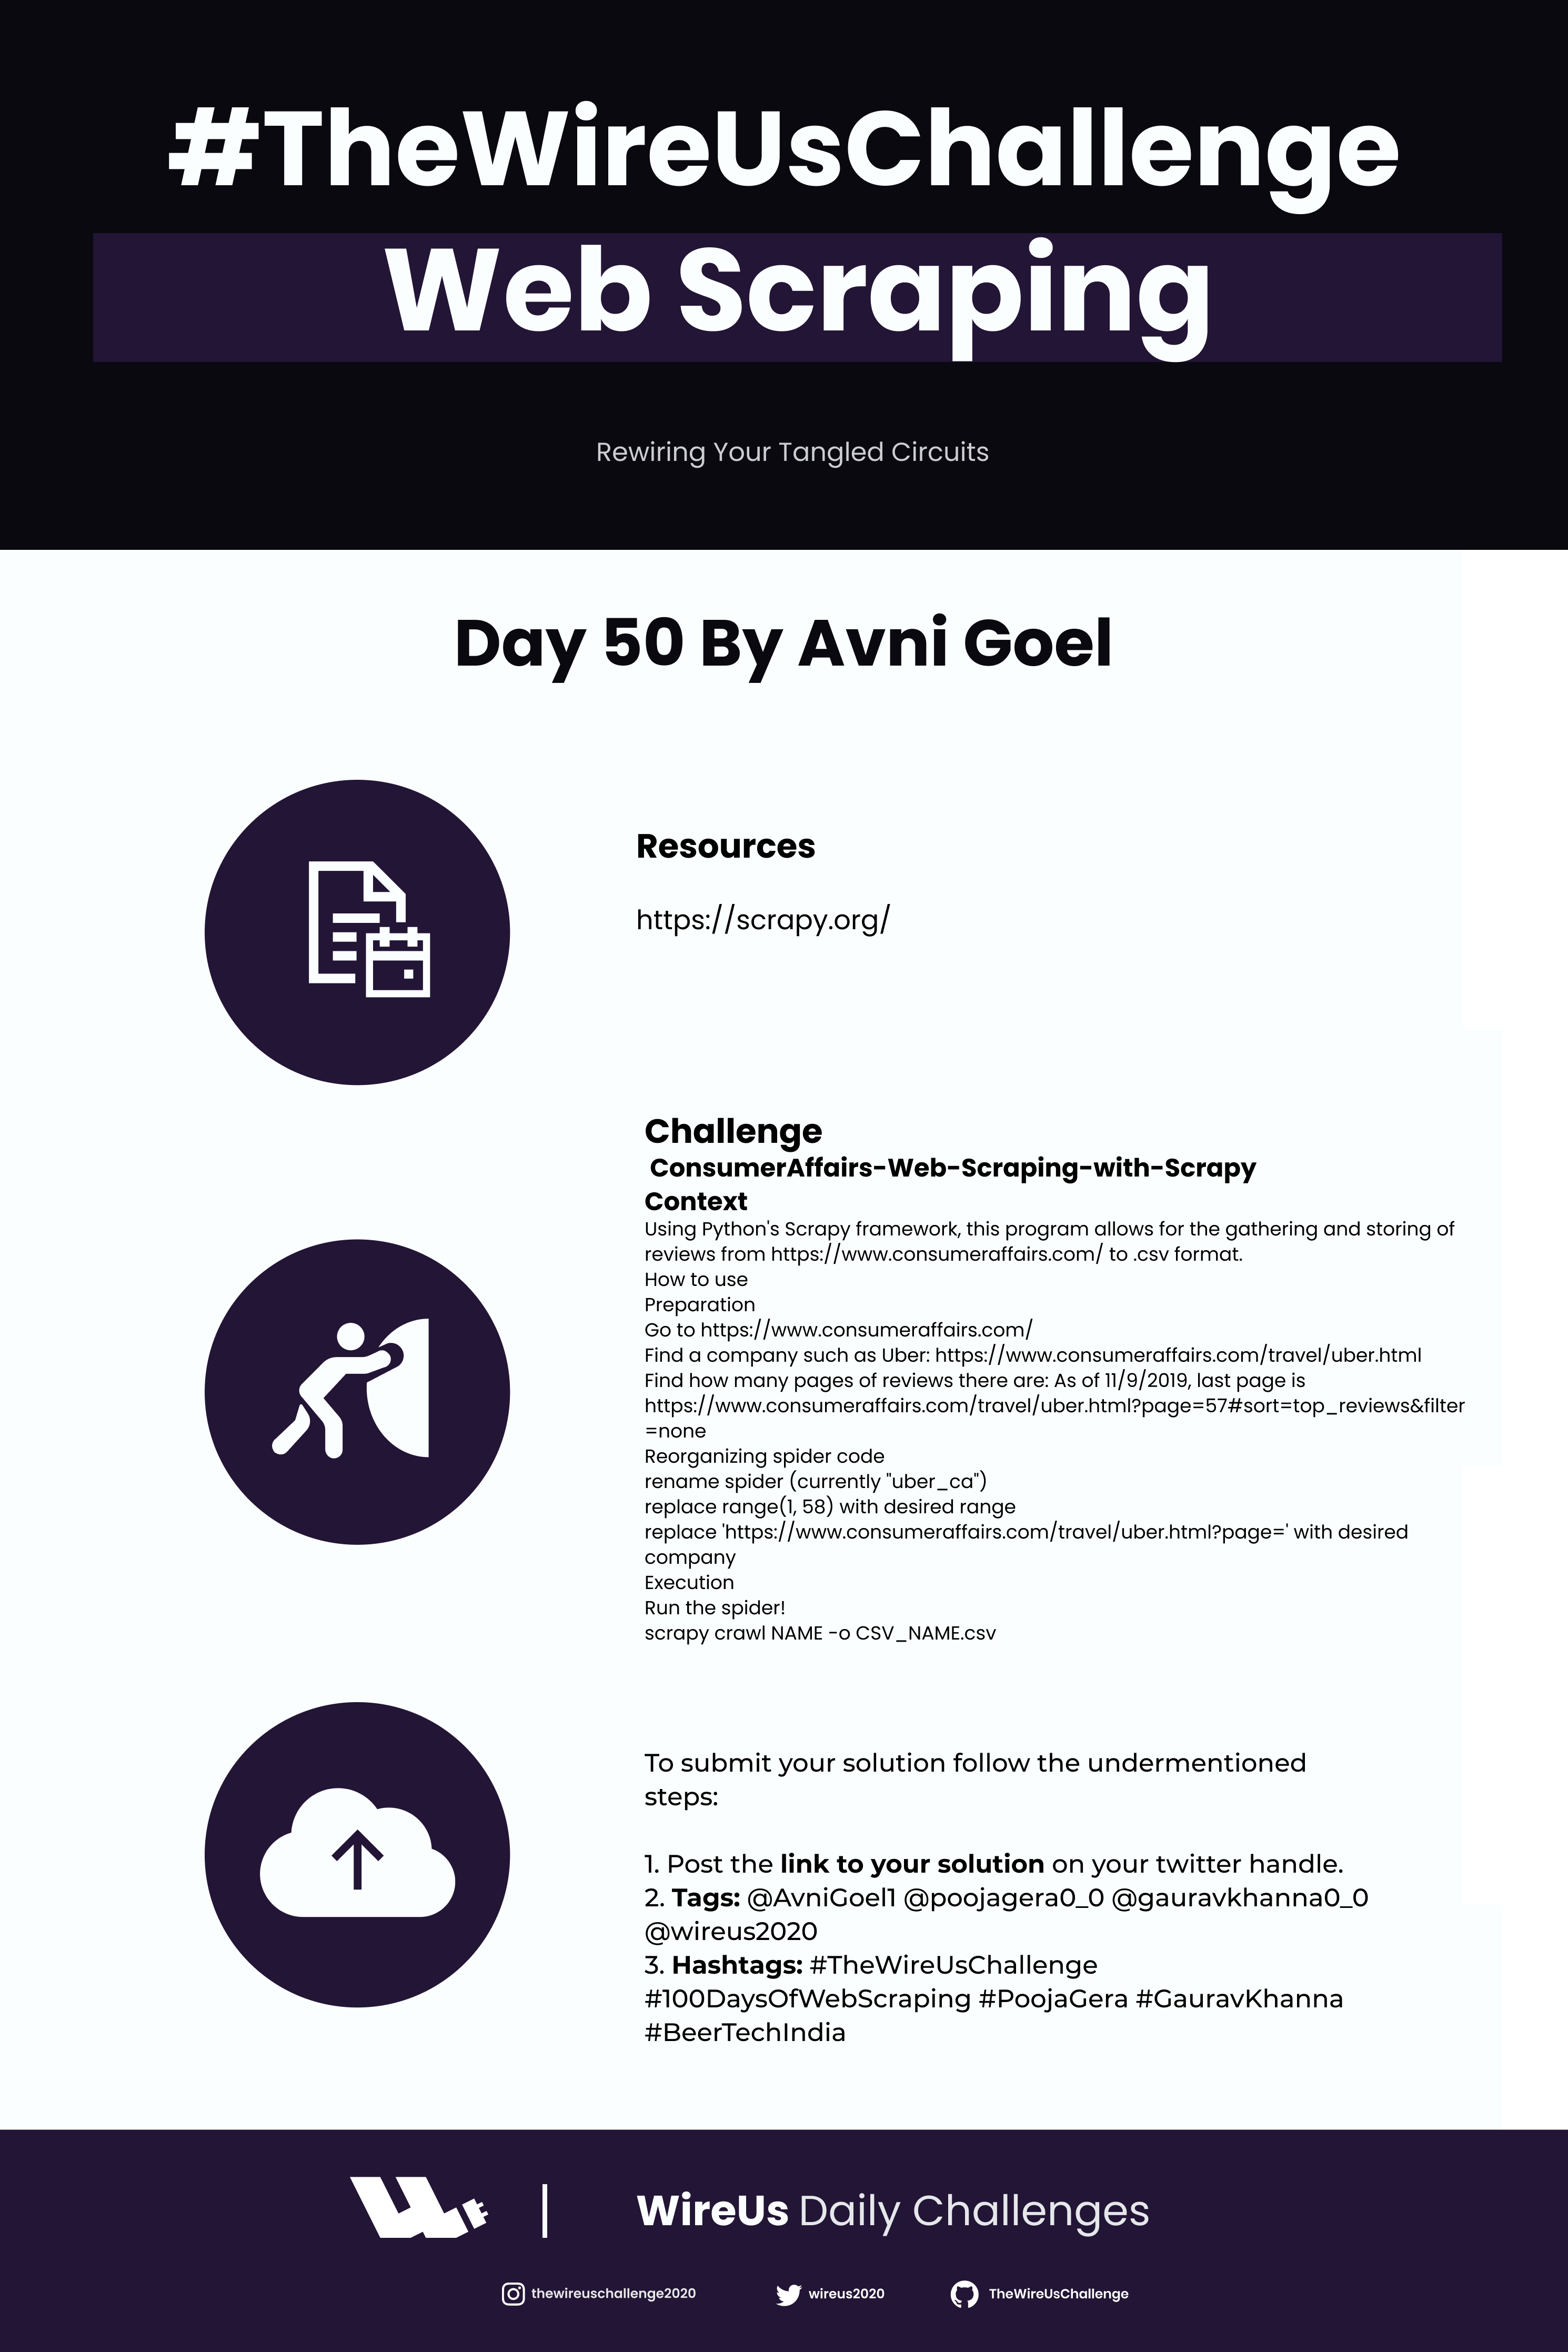 #TheWireUsChallenge
Web Scraping
Rewiring Your Tangled Circuits
Day 50 By Avni Goel
Resources
https://scrapy.org/
Challenge
ConsumerAffairs-Web-Scraping-with-Scrapy
Context
Using Python's Scrapy framework, this program allows for the gathering and storing of
reviews from https://www.consumeraffairs.com/ to .csv format.
How to use
Preparation
Go to https://www.consumeraffairs.com/
Find a company such as Uber: https://www.consumeraffairs.com/travel/uber.html
Find how many pages of reviews there are: As of 11/9/2019, last page is
https://www.consumeraffairs.com/travel/uber.html?page=57#sort=top_reviews&filter
=none
Reorganizing spider code
rename spider (currently "uber_ca")
replace range(1, 58) with desired range
replace 'https://www.consumeraffairs.com/travel/uber.html?page=' with desired
company
Execution
Run the spider!
scrapy crawl NAME -o CSV_NAME.csv
To submit your solution follow the undermentioned
steps:
1. Post the link to your solution on your twitter handle.
2. Tags: @AvniGoel1 @poojagera0_0 @gauravkhanna0_0
@wireus2020
3. Hashtags: #TheWireUsChallenge
#100DaysOfWebScraping #PoojaGera #GauravKhanna
#BeerTechIndia
WireUs Daily Challenges
thewireuschallenge2020 wireus2020 TheWireUsChallenge